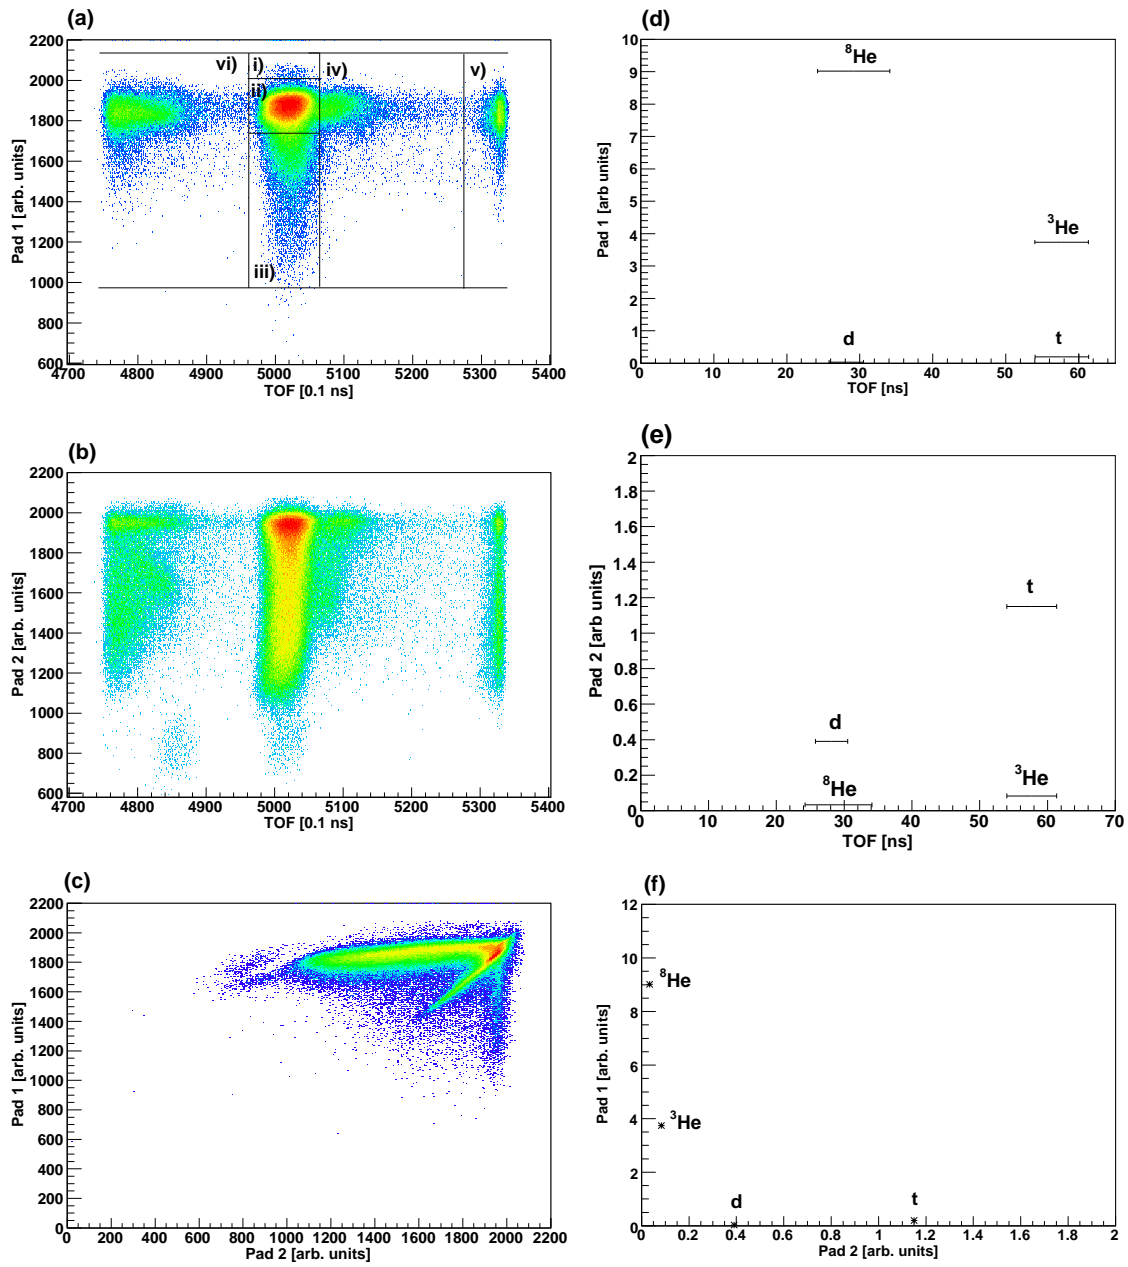 (a)
2200
2000
1800
1600
1400
1200
1000
800
600
Pad 1 [arb. units]
vi)
i)
ii)
iii)
iv)
v)
4700 4800 4900 5000 5100 5200 5300 5400
TOF [0.1 ns]
(d)
10
9
8
7
6
5
4
3
2
1
0
Pad 1 [arb units]
⁸He
³He
d
t
0 10 20 30 40 50 60
TOF [ns]
(b)
2200
2000
1800
1600
1400
1200
1000
800
600
Pad 2 [arb. units]
4700 4800 4900 5000 5100 5200 5300 5400
TOF [0.1 ns]
(e)
2
1.8
1.6
1.4
1.2
1
0.8
0.6
0.4
0.2
0
Pad 2 [arb units]
t
d
⁸He
³He
0 10 20 30 40 50 60 70
TOF [ns]
(c)
2200
2000
1800
1600
1400
1200
1000
800
600
400
200
0
Pad 1 [arb. units]
0 200 400 600 800 1000 1200 1400 1600 1800 2000 2200
Pad 2 [arb. units]
(f)
12
10
8
6
4
2
0
Pad 1 [arb. units]
⁸He
³He
d
t
0 0.2 0.4 0.6 0.8 1 1.2 1.4 1.6 1.8 2
Pad 2 [arb. units]